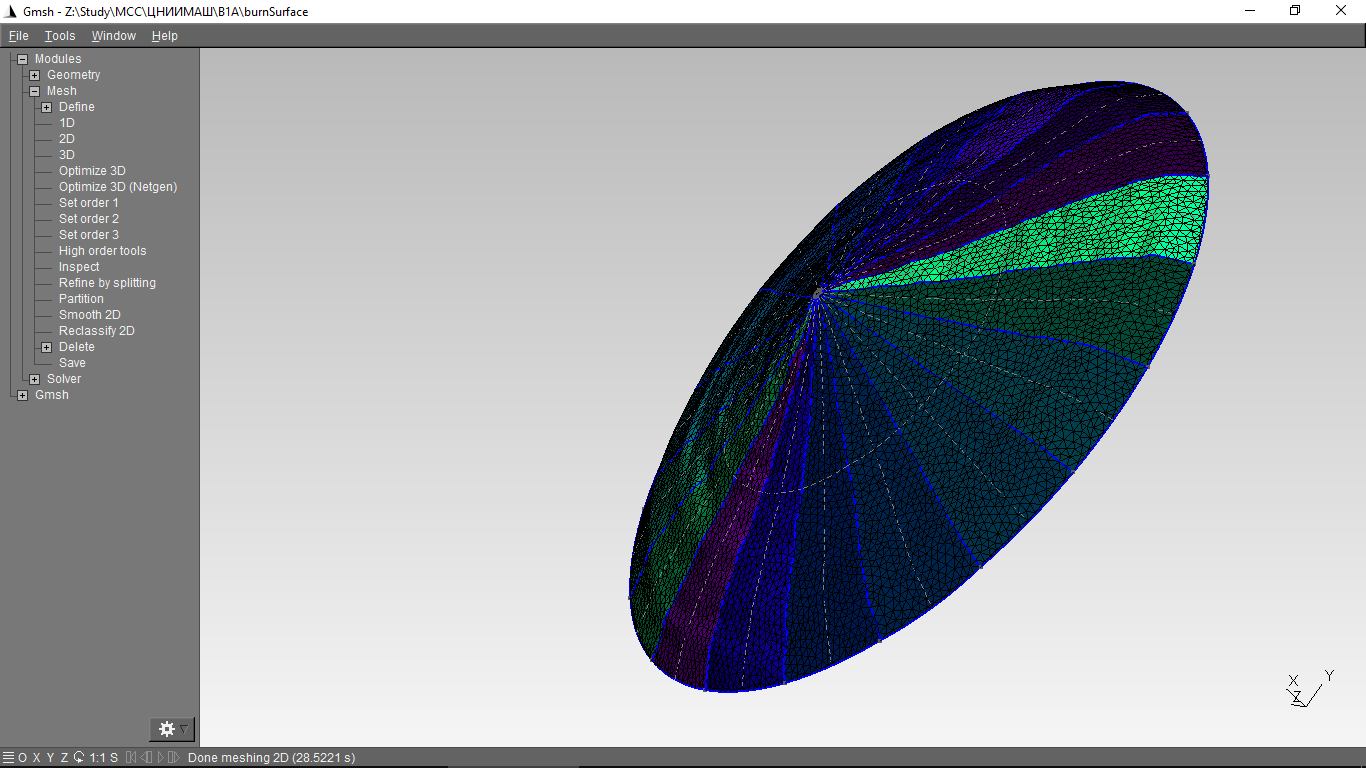 Gmsh - Z:\Study\MCC\ЦНИИМАШ\B1A\burnSurface
File Tools Window Help
Modules
Geometry
Mesh
Define
1D
2D
3D
Optimize 3D
Optimize 3D (Netgen)
Set order 1
Set order 2
Set order 3
High order tools
Inspect
Refine by splitting
Partition
Smooth 2D
Reclassify 2D
Delete
Save
Solver
Gmsh
X
Y
Z
O X Y Z 1:1 S Done meshing 2D (28.5221 s)